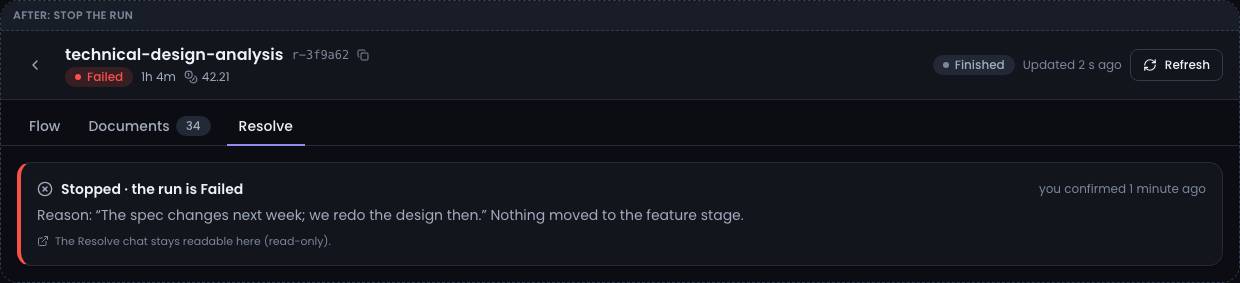 AFTER: STOP THE RUN
technical-design-analysis r-3f9a62
Failed 1h 4m 42.21
Finished Updated 2 s ago Refresh
Flow Documents 34 Resolve
Stopped · the run is Failed you confirmed 1 minute ago
Reason: “The spec changes next week; we redo the design then.” Nothing moved to the feature stage.
The Resolve chat stays readable here (read-only).